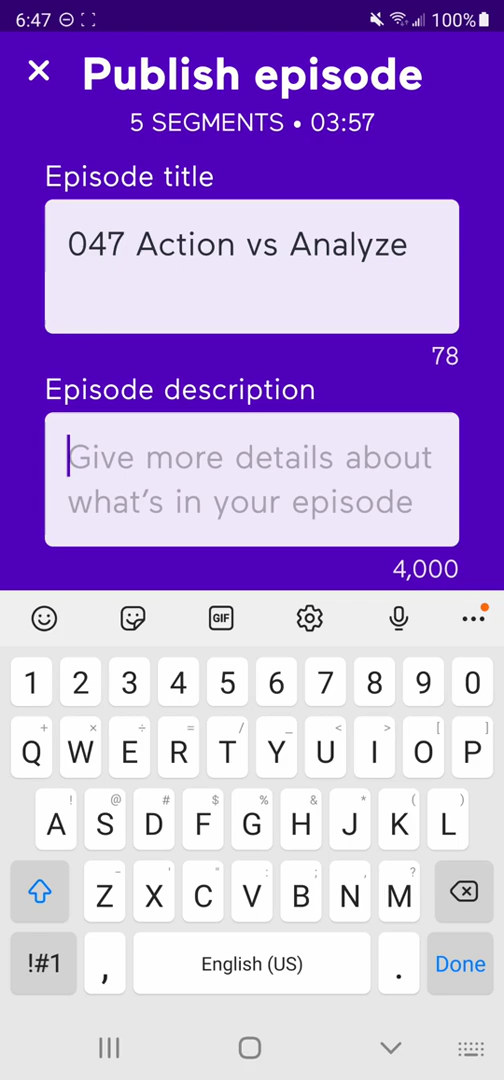 6:47 100%
× Publish episode
5 SEGMENTS • 03:57
Episode title
047 Action vs Analyze
78
Episode description
Give more details about
what's in your episode
4,000
GIF
1 2 3 4 5 6 7 8 9 0
+ × ÷ = / _ < > [ ]
Q W E R T Y U I O P
! @ # $ % & * ( )
A S D F G H J K L
- ' " : ; , ?
Z X C V B N M
!#1 , English (US) . Done